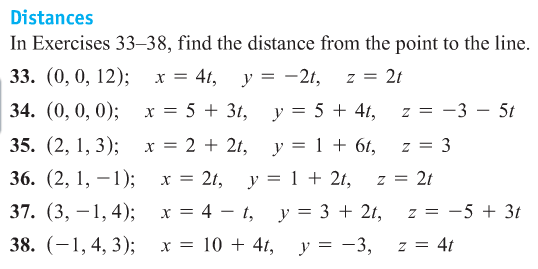 Distances
In Exercises 33–38, find the distance from the point to the line.
33. (0, 0, 12); x = 4t, y = −2t, z = 2t
34. (0, 0, 0); x = 5 + 3t, y = 5 + 4t, z = −3 − 5t
35. (2, 1, 3); x = 2 + 2t, y = 1 + 6t, z = 3
36. (2, 1, −1); x = 2t, y = 1 + 2t, z = 2t
37. (3, −1, 4); x = 4 − t, y = 3 + 2t, z = −5 + 3t
38. (−1, 4, 3); x = 10 + 4t, y = −3, z = 4t